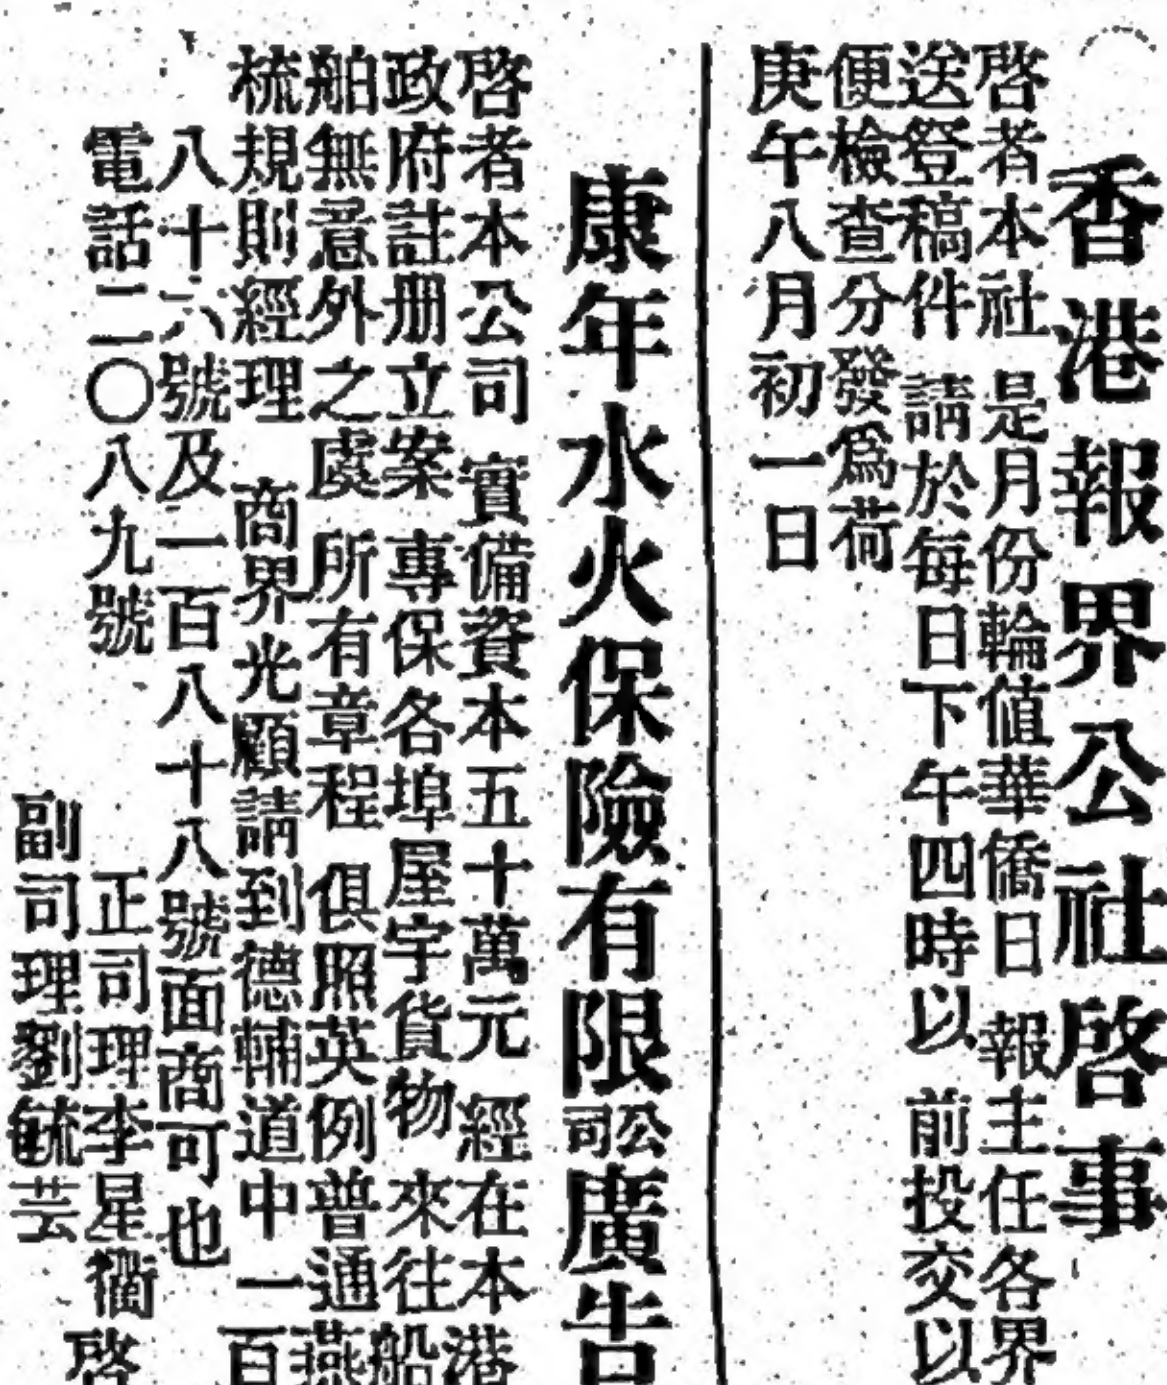 香港報界公社啓事
啓者本社是月份輪值華僑日報主任各界
送登稿件請於每日下午四時以前投交以
便檢查分發爲荷
庚午八月初一日
康年水火保險有限公司廣告
啓者本公司實備資本五十萬元經在本港
政府註册立案專保各埠屋宇貨物來往船
舶無意外之虞所有章程俱照英例普通燕
梳規則經理商界光顧請到德輔道中一百
八十六號及一百八十八號面商可也
電話二〇八九號
正司理李星衢
副司理劉毓芸
啓